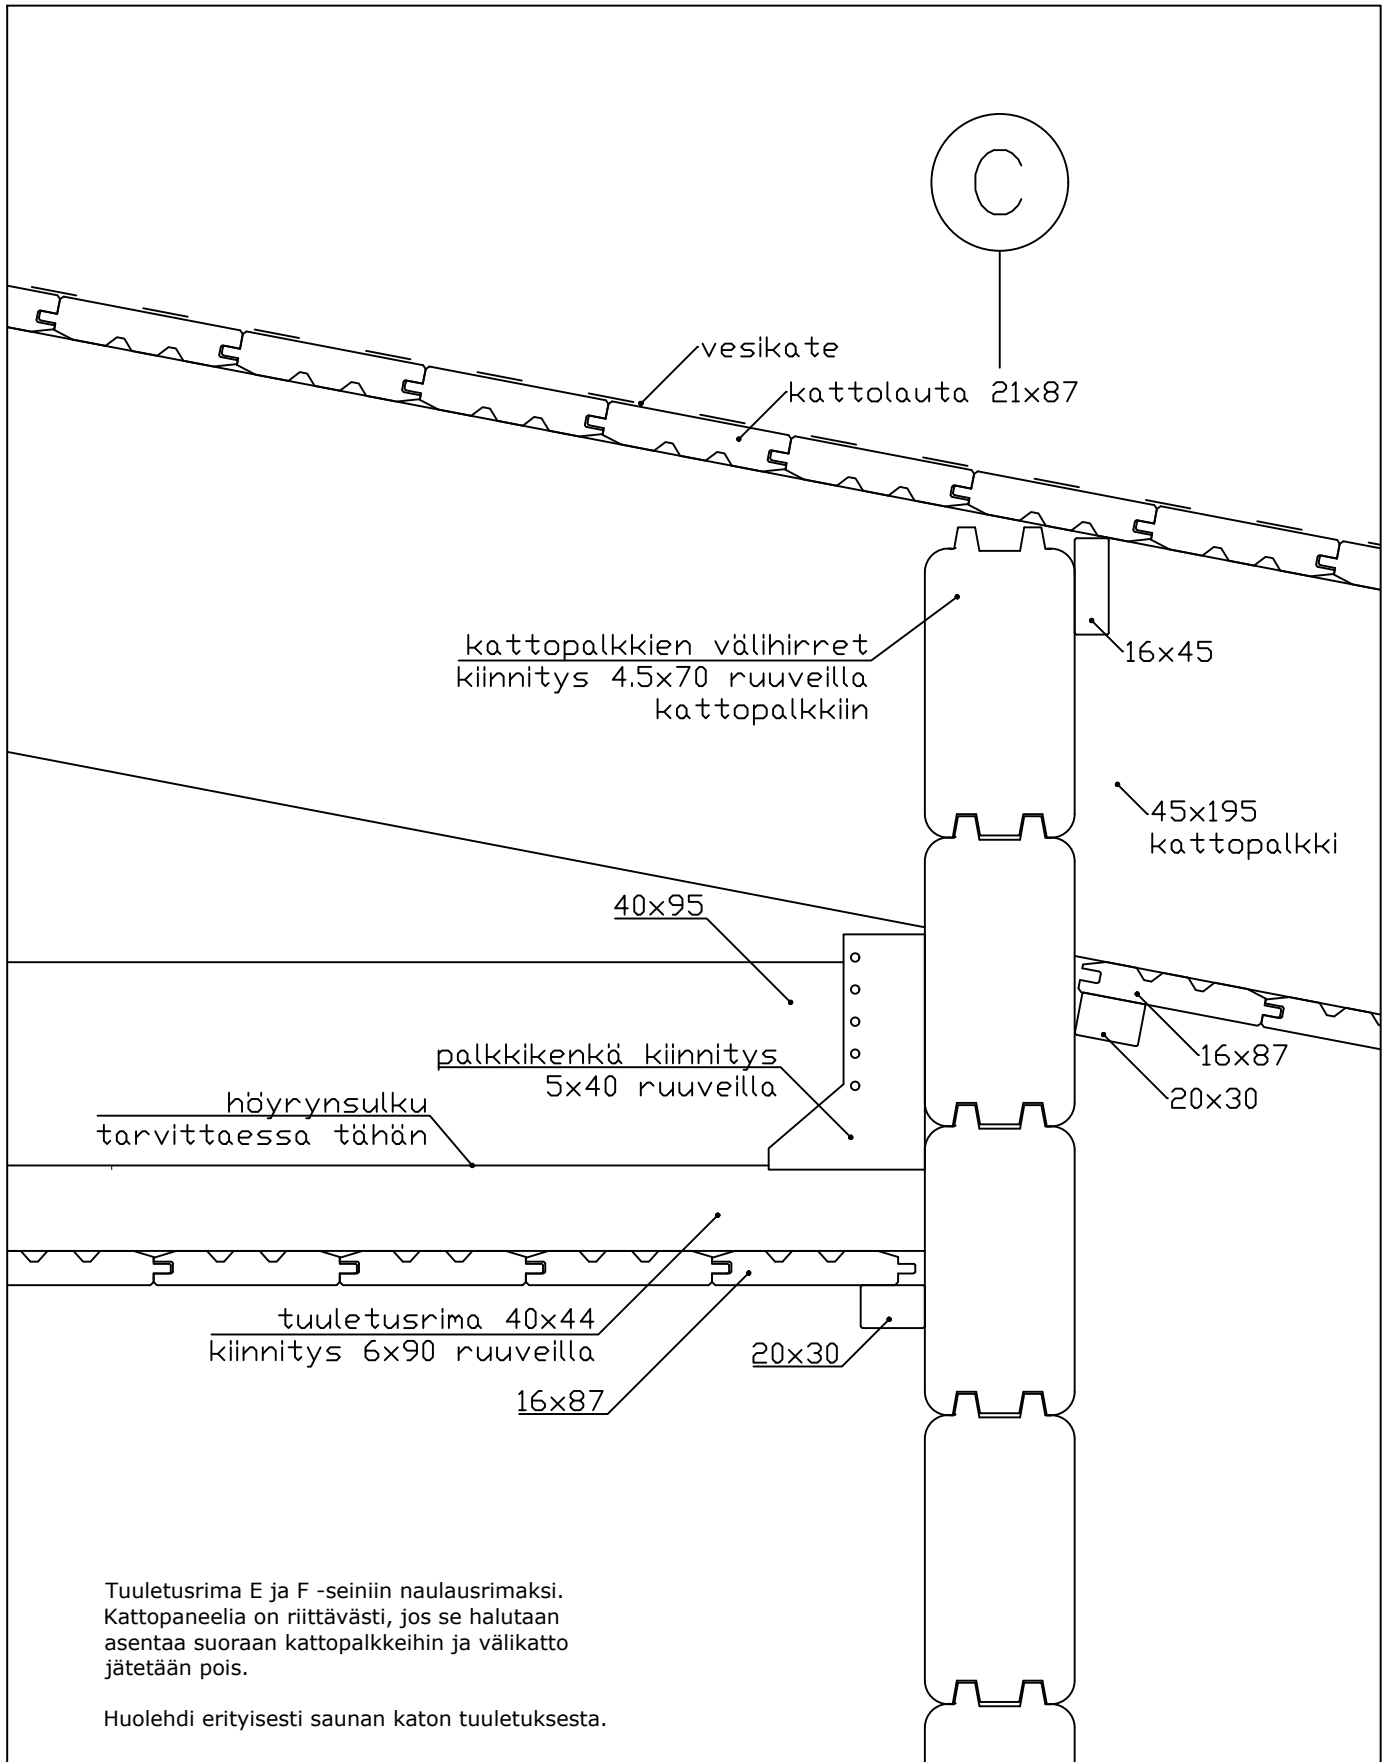 C
vesikate
kattolauta 21x87
kattopalkkien välihirret
kiinnitys 4.5x70 ruuveilla
kattopalkkiin
16x45
45x195
kattopalkki
40x95
palkkikenkä kiinnitys
5x40 ruuveilla
16x87
20x30
höyrynsulku
tarvittaessa tähän
tuuletusrima 40x44
kiinnitys 6x90 ruuveilla
20x30
16x87
Tuuletusrima E ja F -seiniin naulausrimaksi.
Kattopaneelia on riittävästi, jos se halutaan
asentaa suoraan kattopalkkeihin ja välikatto
jätetään pois.
Huolehdi erityisesti saunan katon tuuletuksesta.